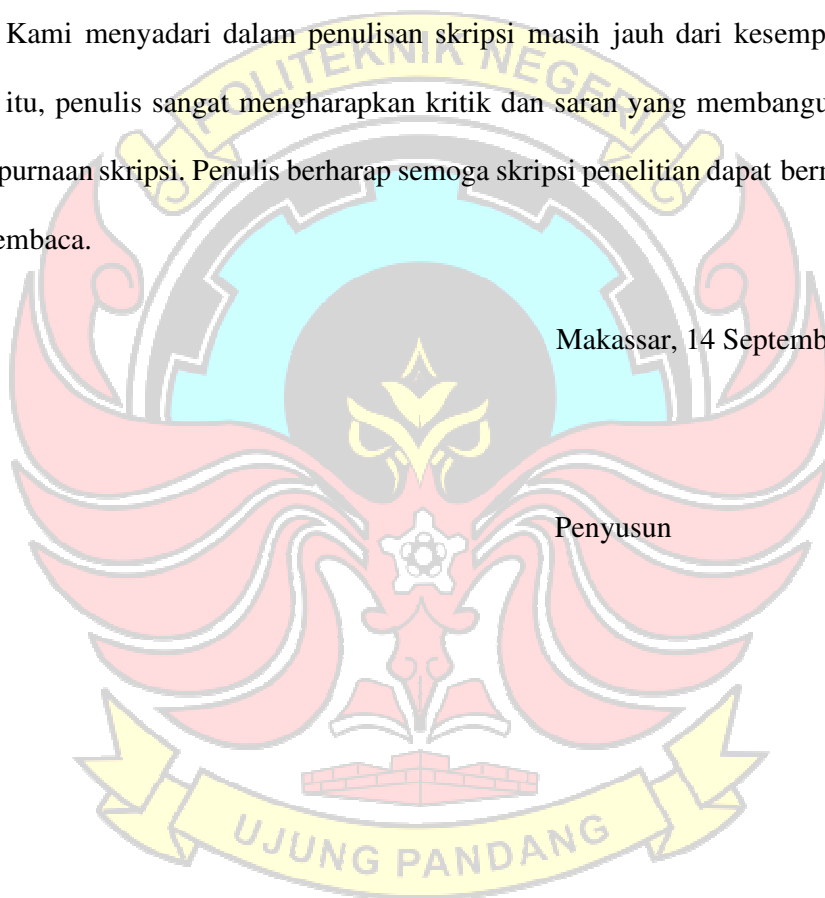 Kami menyadari dalam penulisan skripsi masih jauh dari kesemp
itu, penulis sangat mengharapkan kritik dan saran yang membangu
purnaan skripsi. Penulis berharap semoga skripsi penelitian dapat
embaca.
POLITEKNIK NEGERI
Makassar, 14 Septemb
Penyusun
UJUNG PANDANG